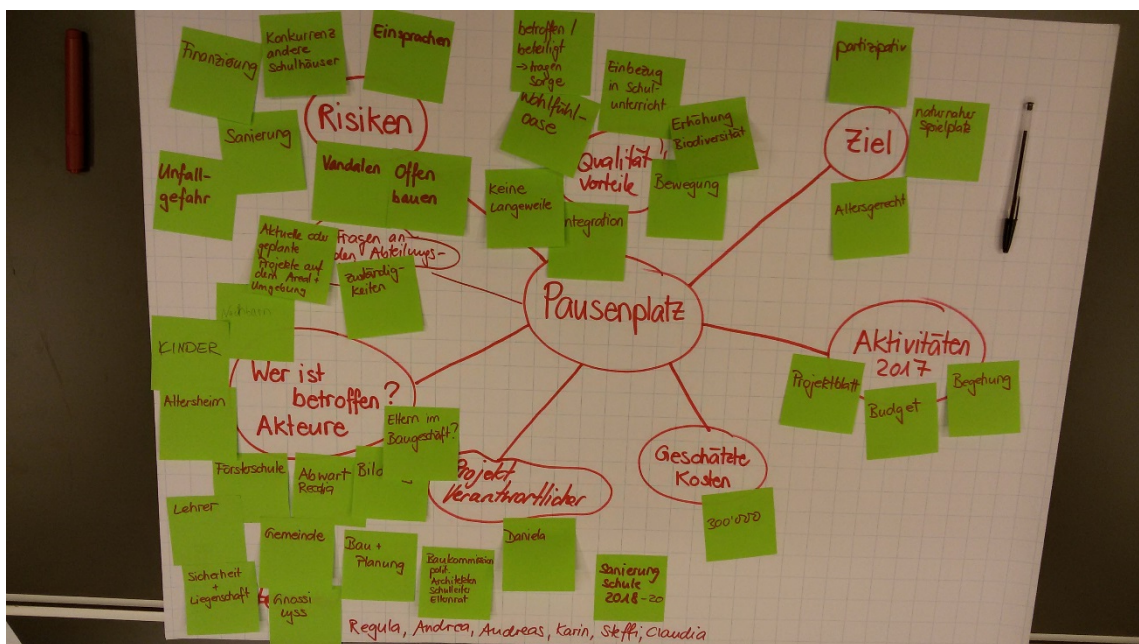 Finanzierung
Konkurrenz
andere
Schulhäuser
Einsprachen
Risiken
Sanierung
Unfall-
gefahr
Vandalen
Offen
bauen
betroffen /
beteiligt
→ tragen
sorge
Wohlfühl-
oase
Einbezug
in Schul-
unterricht
Erhöhung
Biodiversität
Qualität
Vorteile
Bewegung
Keine
Langeweile
Integration
partizipativ
Ziel
naturnaher
Spielplatz
Altersgerecht
Fragen an
den Abteilungs-
Aktuelle oder
geplante
Projekte auf
dem Areal +
Umgebung
Zuständig-
keiten
Pausenplatz
Aktivitäten
2017
Projektblatt
Budget
Begehung
KINDER
Wer ist
betroffen?
Akteure
Altersheim
Eltern im
Baugeschäft?
Försterschule
Abwart
Bild
Lehrer
Gemeinde
Bau +
Planung
Baukommission
polit.
Architekten
Schulleiter
Elternrat
Sicherheit
+
Liegenschaft
Lyss
Projekt
Verantwortlicher
Daniela
Geschätzte
Kosten
300'000
Sanierung
Schule
2018-20
Regula, Andrea, Andreas, Karin, Steffi, Claudia